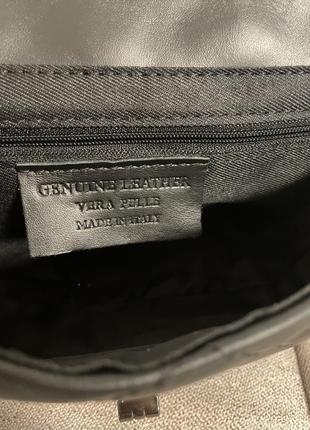 GENUINE LEATHER
VERA PELLE
MADE IN ITALY